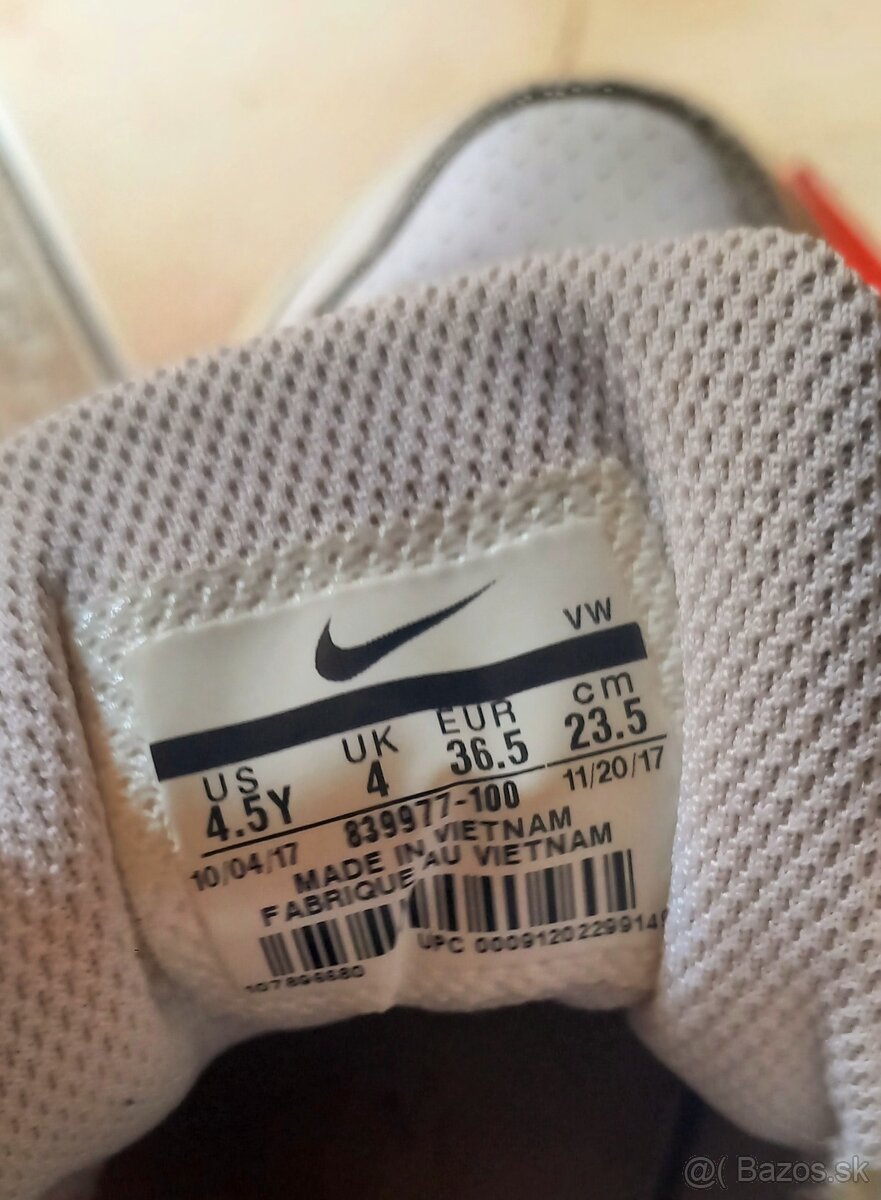 VW
US UK EUR cm
4.5Y 4 36.5 23.5
839977-100
10/04/17 11/20/17
MADE IN VIETNAM
FABRIQUE AU VIETNAM
UPC
@( Bazos.sk